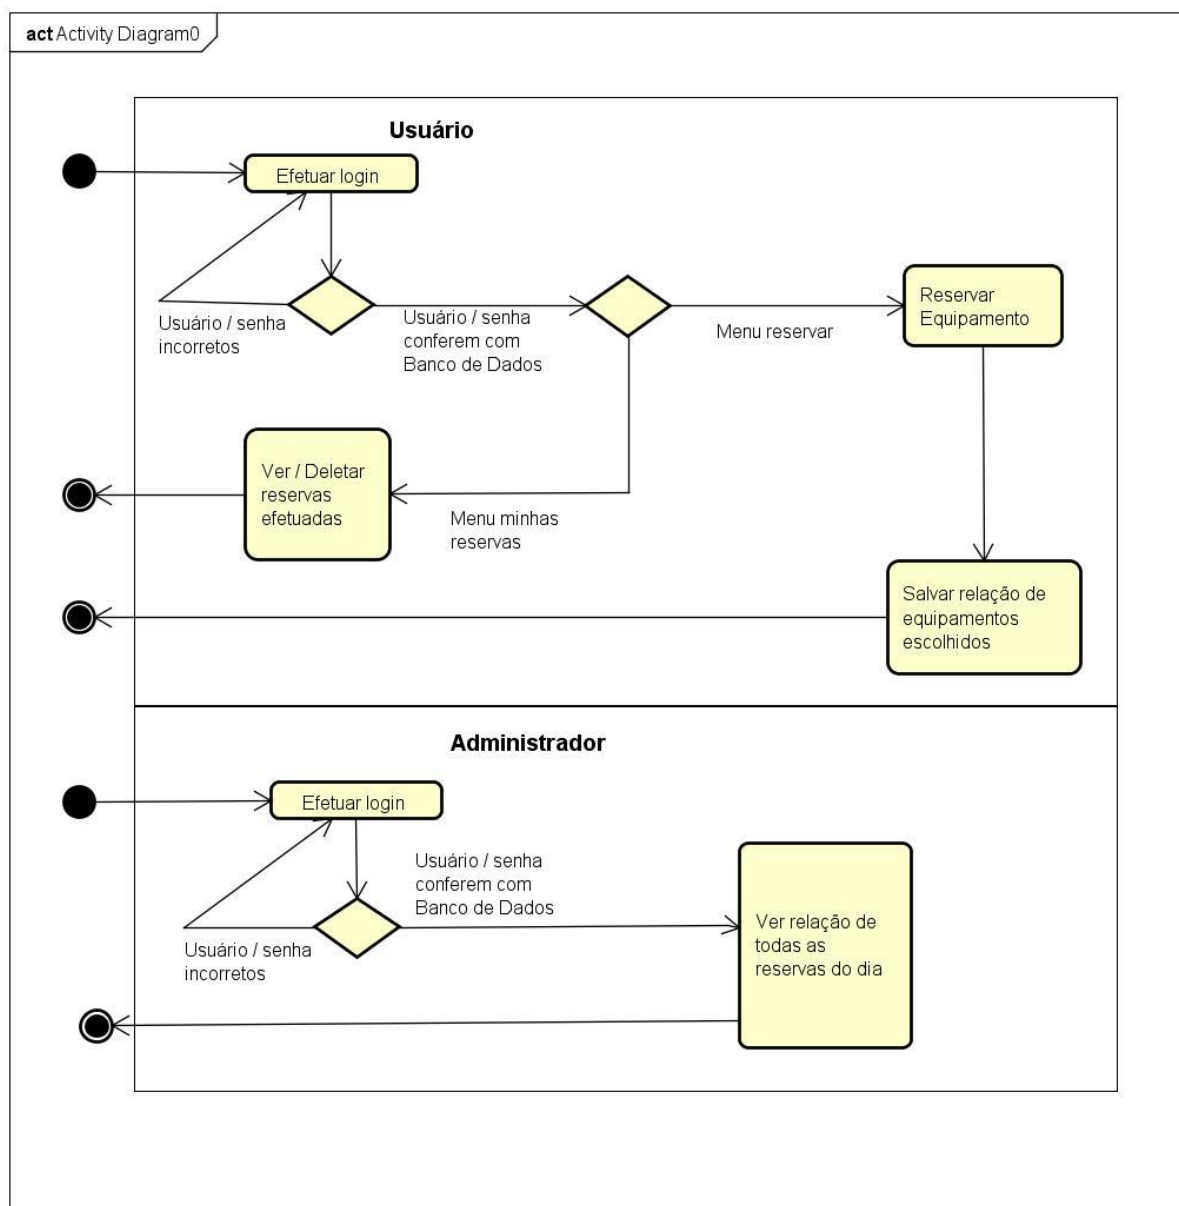 act Activity Diagram0
Usuário
Efetuar login
Usuário / senha
incorretos
Usuário / senha
conferem com
Banco de Dados
Menu reservar
Reservar
Equipamento
Ver / Deletar
reservas
efetuadas
Menu minhas
reservas
Salvar relação de
equipamentos
escolhidos
Administrador
Efetuar login
Usuário / senha
conferem com
Banco de Dados
Usuário / senha
incorretos
Ver relação de
todas as
reservas do dia